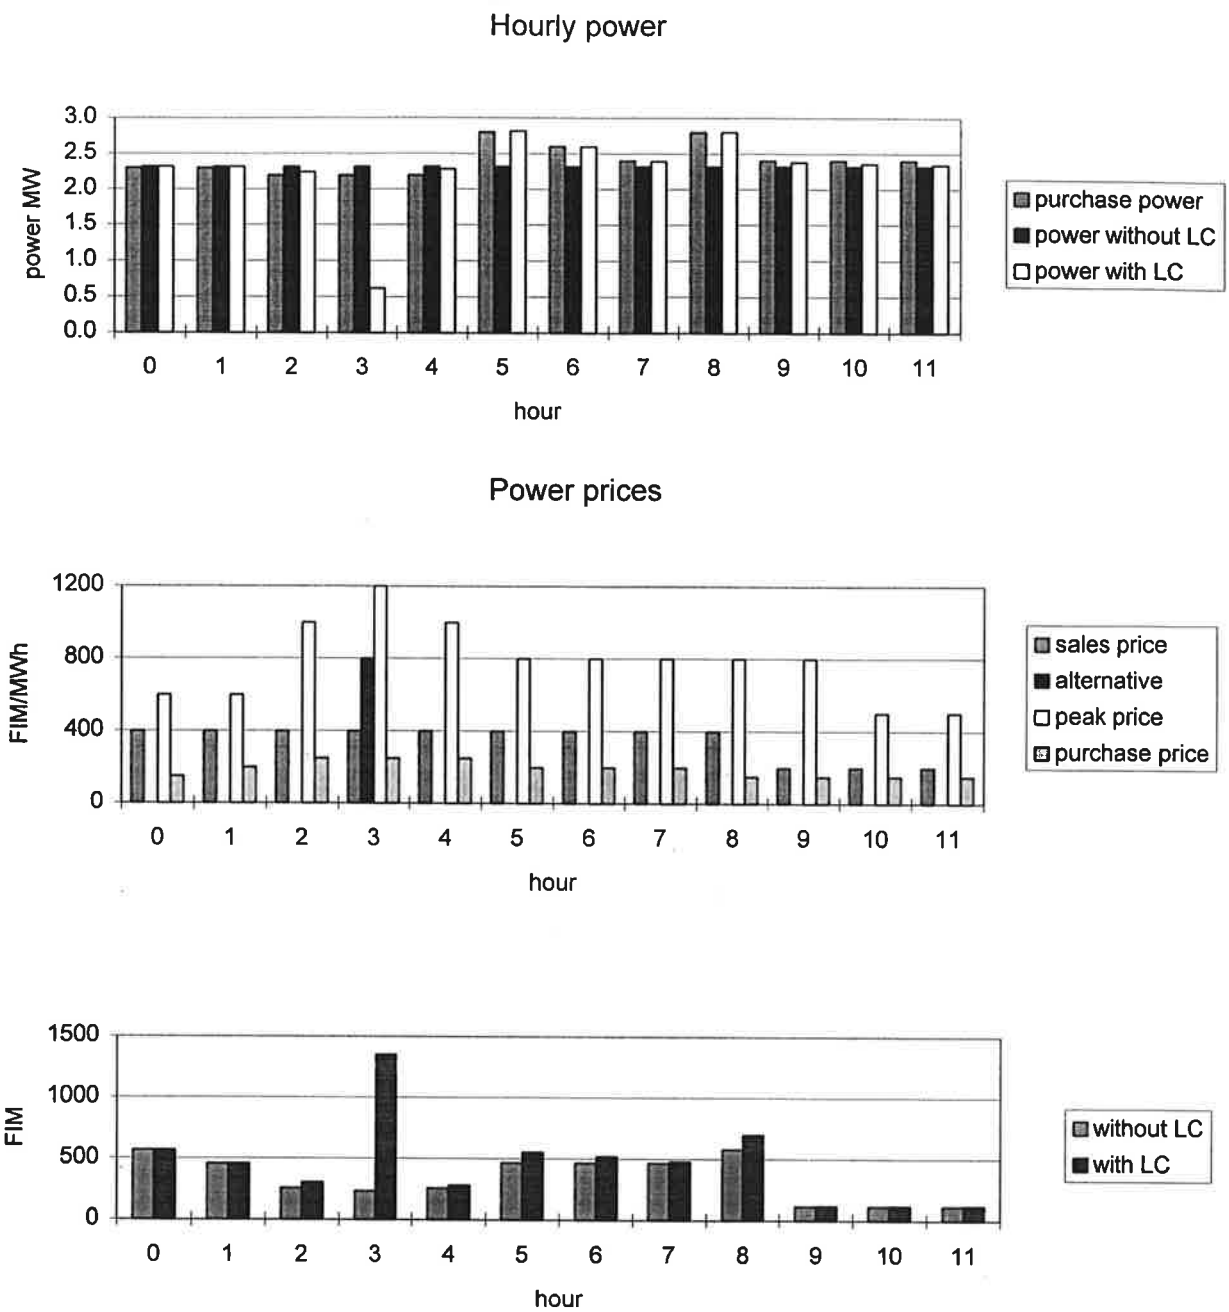 Hourly power
3.0
2.5
2.0
1.5
1.0
0.5
0.0
power MW
0 1 2 3 4 5 6 7 8 9 10 11
hour
purchase power
power without LC
power with LC
Power prices
1200
800
400
0
FIM/MWh
0 1 2 3 4 5 6 7 8 9 10 11
hour
sales price
alternative
peak price
purchase price
1500
1000
500
0
FIM
0 1 2 3 4 5 6 7 8 9 10 11
hour
without LC
with LC